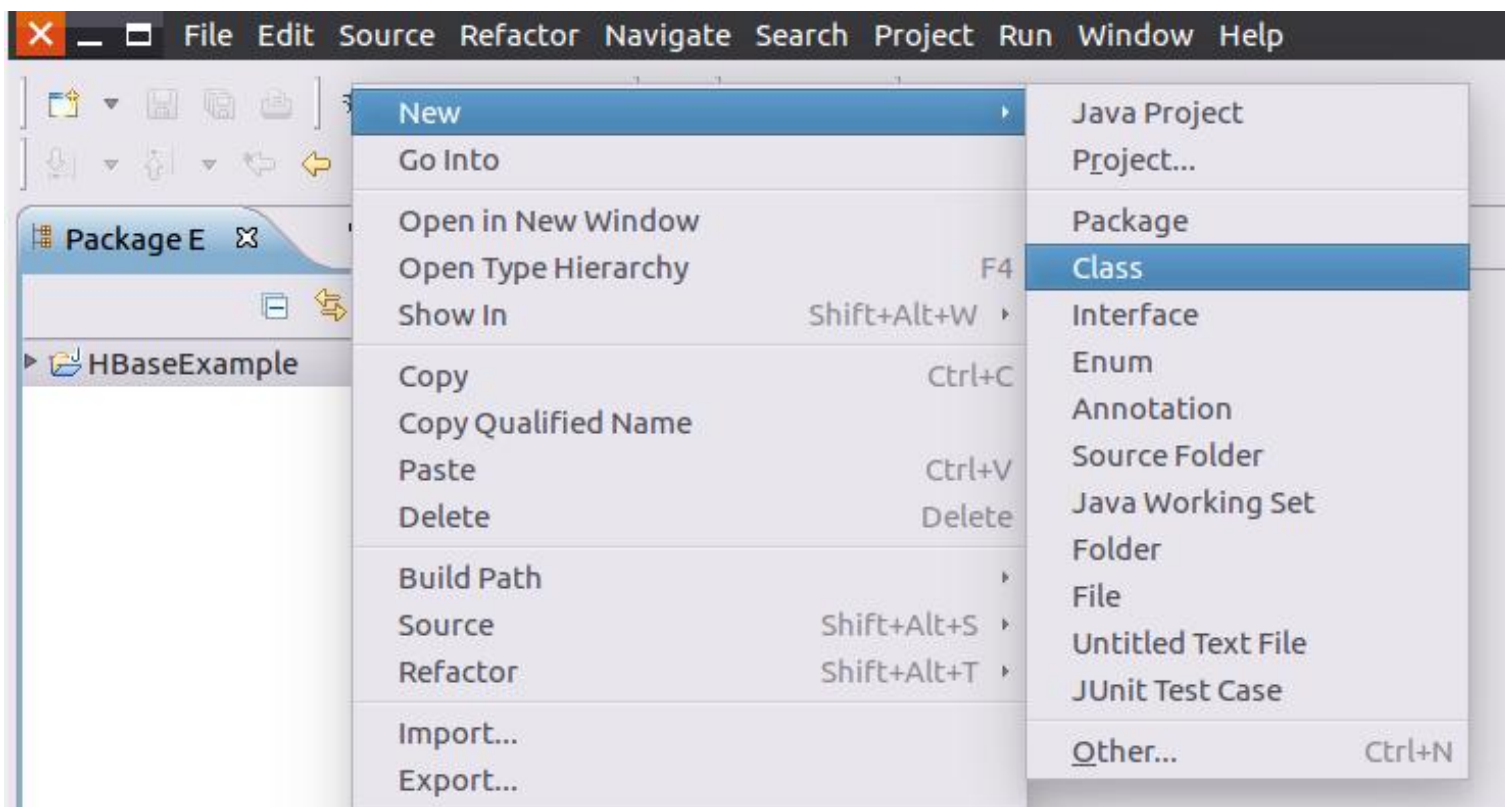 File Edit Source Refactor Navigate Search Project Run Window Help
New
Go Into
Open in New Window
Open Type Hierarchy F4
Show In Shift+Alt+W
Copy Ctrl+C
Copy Qualified Name
Paste Ctrl+V
Delete Delete
Build Path
Source Shift+Alt+S
Refactor Shift+Alt+T
Import...
Export...
Java Project
Project...
Package
Class
Interface
Enum
Annotation
Source Folder
Java Working Set
Folder
File
Untitled Text File
JUnit Test Case
Other... Ctrl+N
Package E
HBaseExample